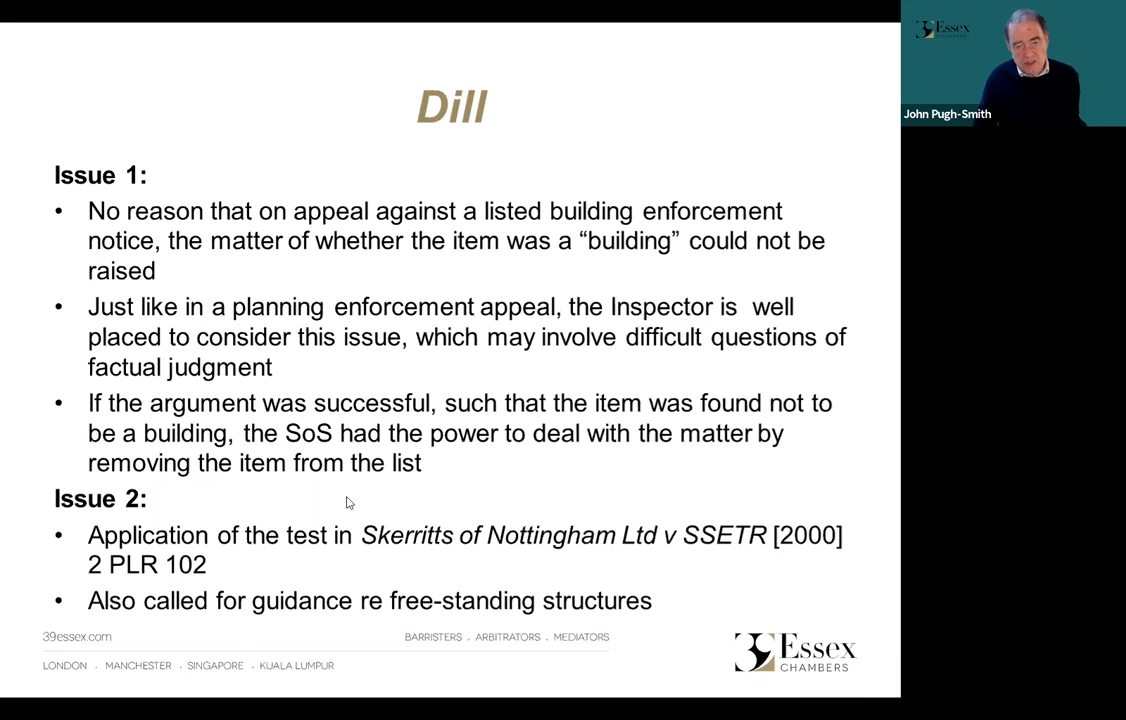 Dill
Issue 1:
• No reason that on appeal against a listed building enforcement
notice, the matter of whether the item was a “building” could not be
raised
• Just like in a planning enforcement appeal, the Inspector is well
placed to consider this issue, which may involve difficult questions of
factual judgment
• If the argument was successful, such that the item was found not to
be a building, the SoS had the power to deal with the matter by
removing the item from the list
Issue 2:
• Application of the test in Skerritts of Nottingham Ltd v SSETR [2000]
2 PLR 102
• Also called for guidance re free-standing structures
39essex.com
BARRISTERS . ARBITRATORS . MEDIATORS
LONDON . MANCHESTER . SINGAPORE . KUALA LUMPUR
39 Essex
CHAMBERS
39 Essex
CHAMBERS
John Pugh-Smith